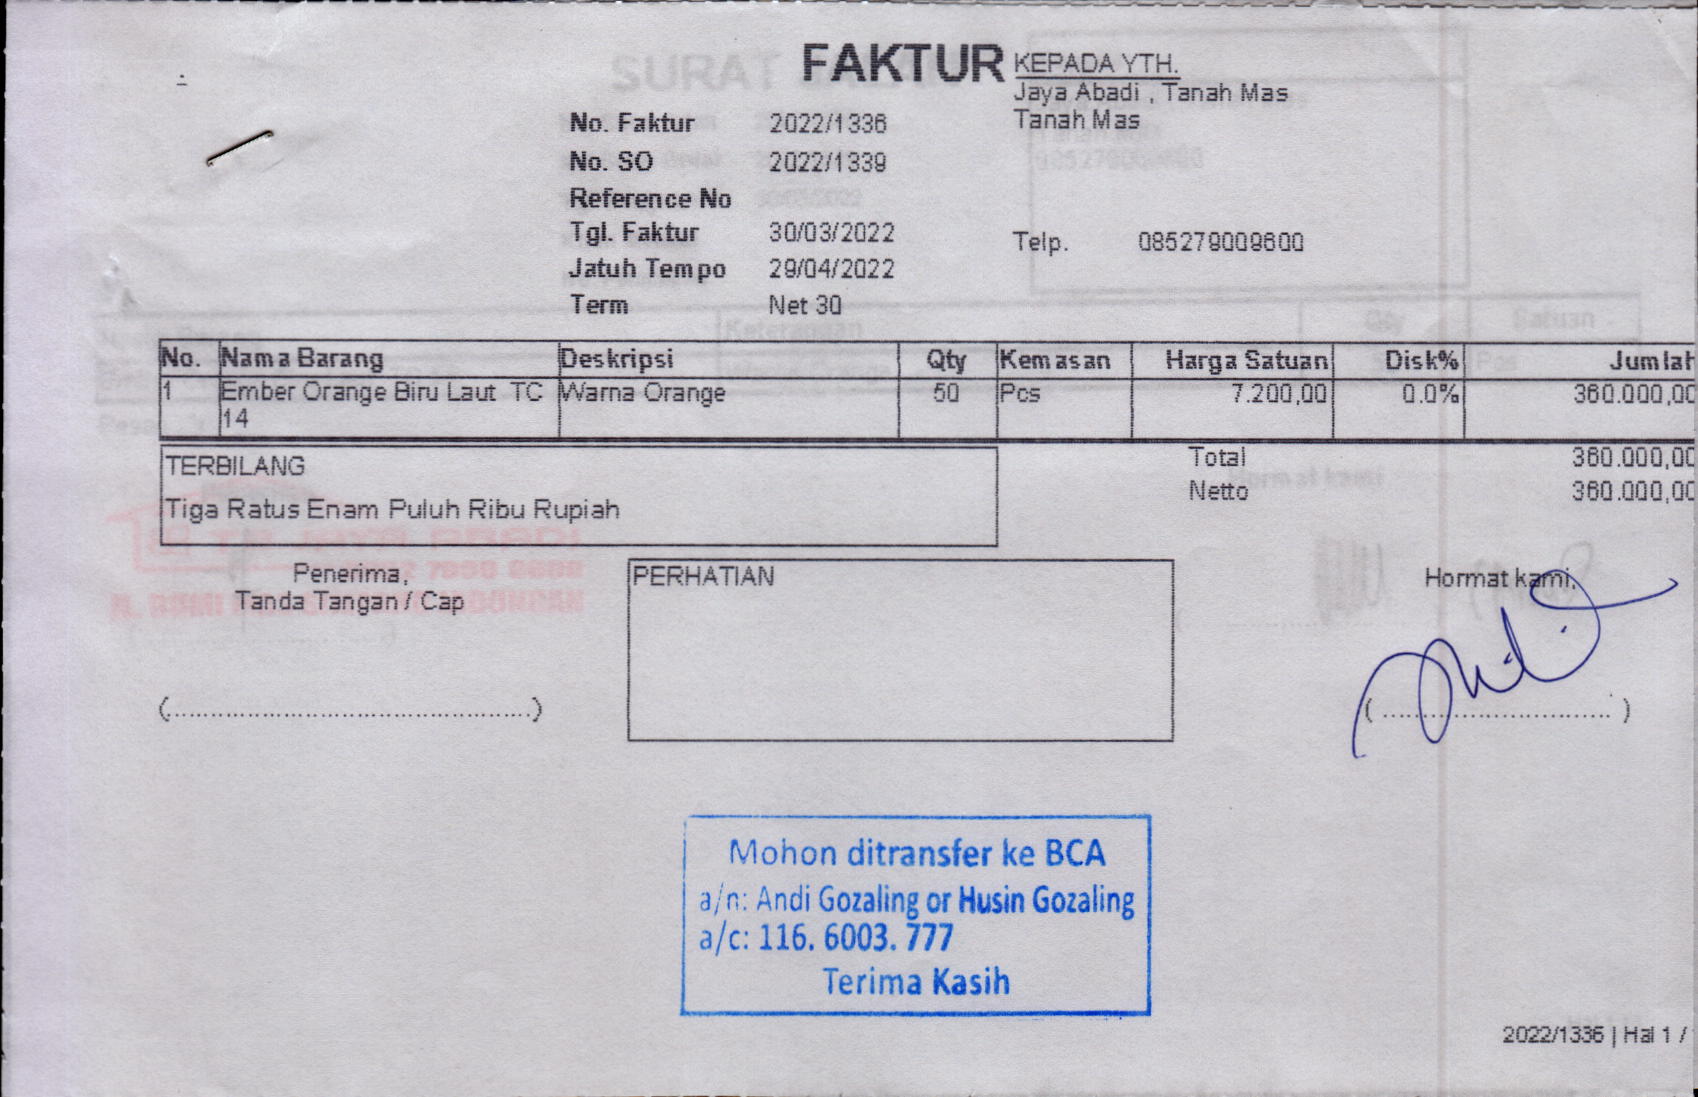 FAKTUR
KEPADA YTH.
Jaya Abadi , Tanah Mas
Tanah Mas
No. Faktur 2022/1336
No. SO 2022/1339
Reference No
Tgl. Faktur 30/03/2022
Telp. 085279009600
Jatuh Tempo 29/04/2022
Term Net 30
No. Nama Barang Deskripsi Qty Kemasan Harga Satuan Disk% Jumlah
1 Ember Orange Biru Laut TC Warna Orange 50 Pcs 7.200,00 0.0% 360.000,00
14
TERBILANG
Tiga Ratus Enam Puluh Ribu Rupiah
Total 360.000,00
Netto 360.000,00
Penerima,
Tanda Tangan / Cap
PERHATIAN
Hormat kami,
(..............................................)
(..............................)
Mohon ditransfer ke BCA
a/n: Andi Gozaling or Husin Gozaling
a/c: 116. 6003. 777
Terima Kasih
2022/1336 | Hal 1 /